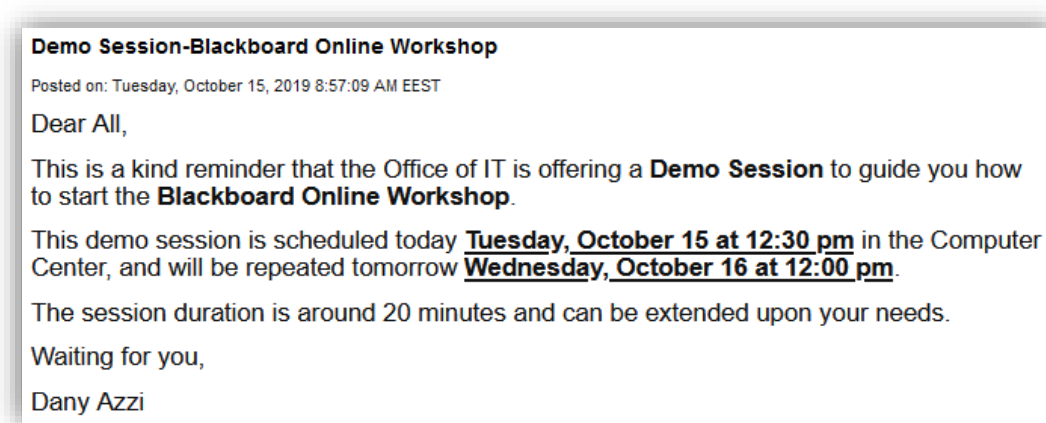 Demo Session-Blackboard Online Workshop
Posted on: Tuesday, October 15, 2019 8:57:09 AM EEST
Dear All,
This is a kind reminder that the Office of IT is offering a Demo Session to guide you how
to start the Blackboard Online Workshop.
This demo session is scheduled today Tuesday, October 15 at 12:30 pm in the Computer
Center, and will be repeated tomorrow Wednesday, October 16 at 12:00 pm.
The session duration is around 20 minutes and can be extended upon your needs.
Waiting for you,
Dany Azzi